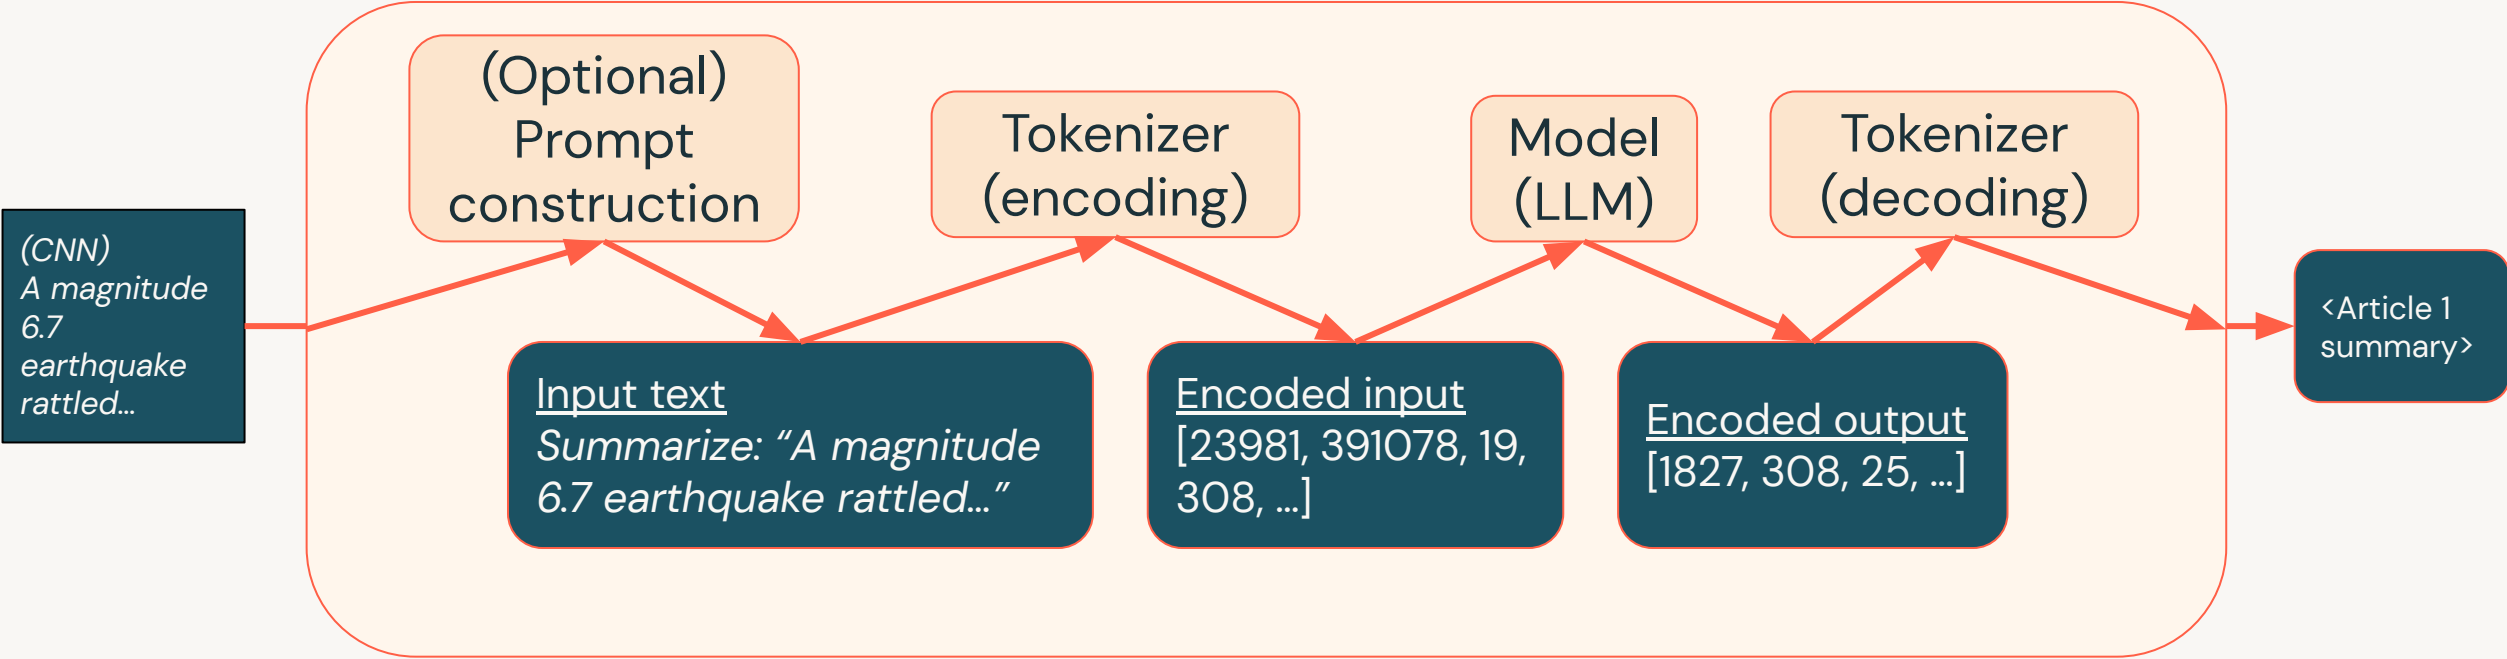 (CNN)
A magnitude
6.7
earthquake
rattled...
(Optional)
Prompt
construction
Input text
Summarize: “A magnitude
6.7 earthquake rattled...”
Tokenizer
(encoding)
Encoded input
[23981, 391078, 19,
308, ...]
Model
(LLM)
Encoded output
[1827, 308, 25, ...]
Tokenizer
(decoding)
<Article 1
summary>